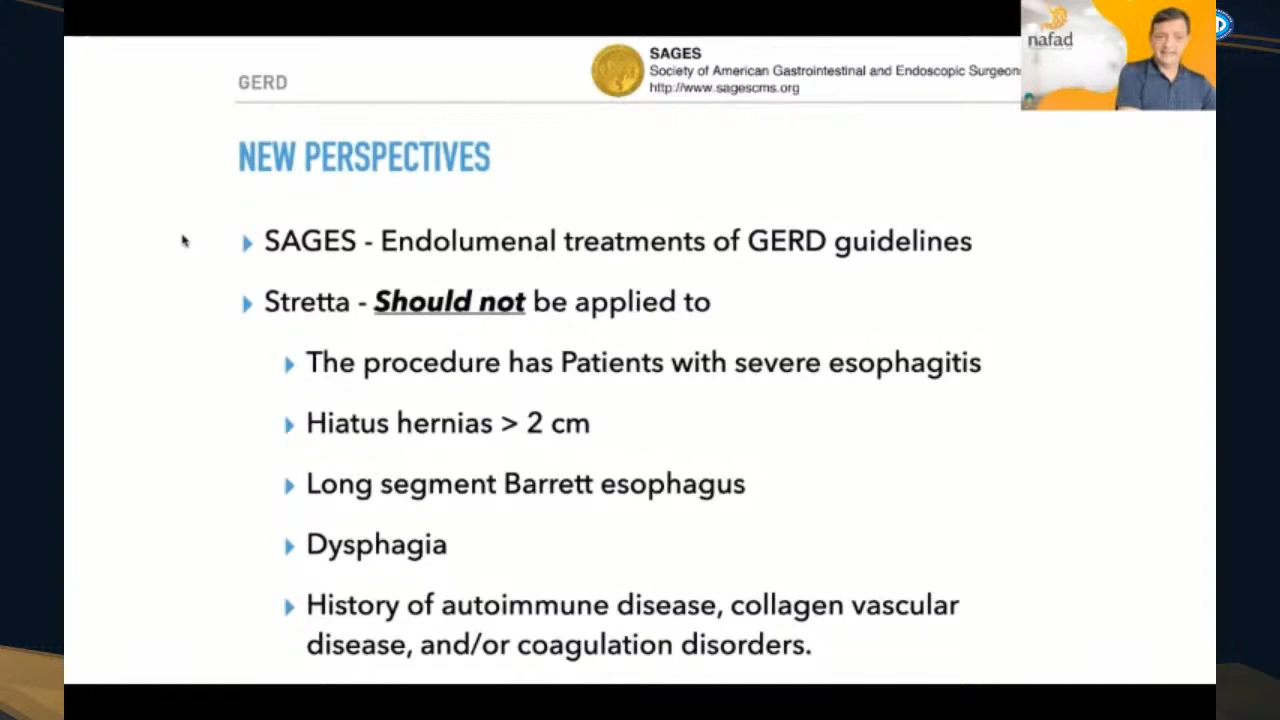 SAGES
Society of American Gastrointestinal and Endoscopic Surgeons
http://www.sagescms.org
nafad
GERD
NEW PERSPECTIVES
SAGES - Endolumenal treatments of GERD guidelines
Stretta - Should not be applied to
The procedure has Patients with severe esophagitis
Hiatus hernias > 2 cm
Long segment Barrett esophagus
Dysphagia
History of autoimmune disease, collagen vascular
disease, and/or coagulation disorders.